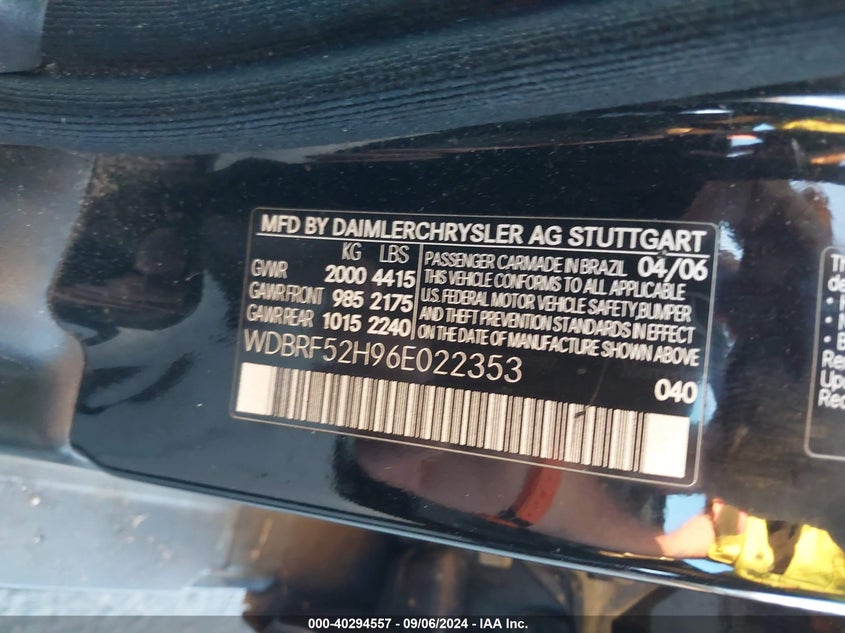 MFD BY DAIMLERCHRYSLER AG STUTTGART
KG LBS
GVWR 2000 4415
GAWR FRONT 985 2175
GAWR REAR 1015 2240
PASSENGER CAR MADE IN BRAZIL 04/06
THIS VEHICLE CONFORMS TO ALL APPLICABLE
U.S. FEDERAL MOTOR VEHICLE SAFETY, BUMPER
AND THEFT PREVENTION STANDARDS IN EFFECT
ON THE DATE OF MANUFACTURE SHOWN ABOVE
WDBRF52H96E022353
040
000-40294557 - 09/06/2024 - IAA Inc.